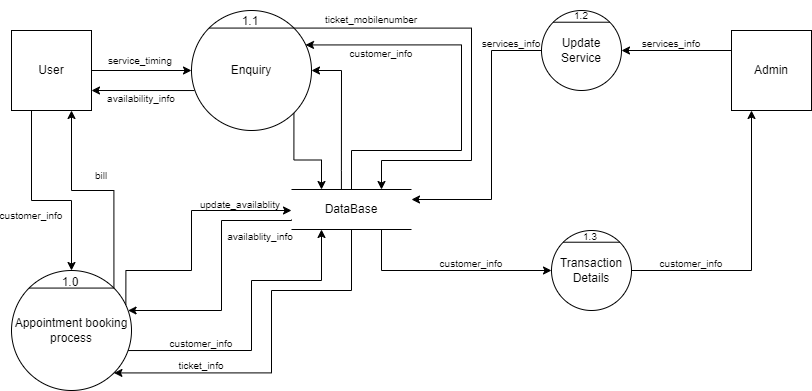 1.1
ticket_mobilenumber
1.2
User
service_timing
Enquiry
customer_info
services_info
Update
Service
services_info
Admin
availability_info
bill
customer_info
update_availablity
DataBase
availablity_info
1.0
Appointment booking
process
customer_info
ticket_info
customer_info
1.3
Transaction
Details
customer_info